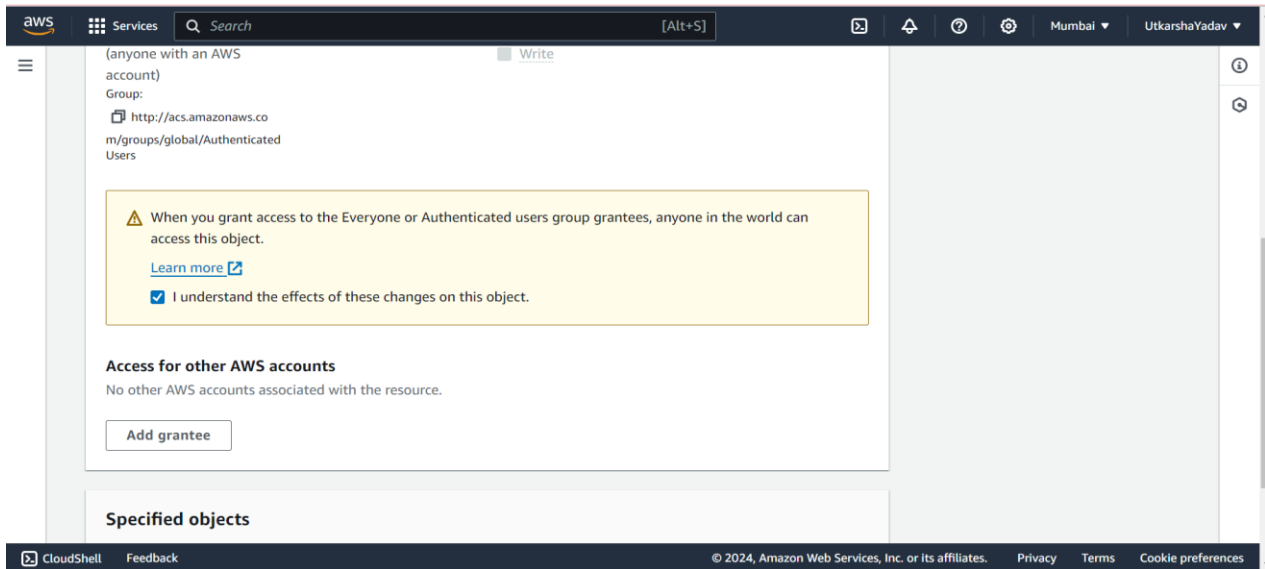 aws
Services
Search
[Alt+S]
Mumbai
UtkarshaYadav
(anyone with an AWS
account)
Write
Group:
http://acs.amazonaws.co
m/groups/global/Authenticated
Users
When you grant access to the Everyone or Authenticated users group grantees, anyone in the world can
access this object.
Learn more
I understand the effects of these changes on this object.
Access for other AWS accounts
No other AWS accounts associated with the resource.
Add grantee
Specified objects
CloudShell
Feedback
© 2024, Amazon Web Services, Inc. or its affiliates.
Privacy
Terms
Cookie preferences